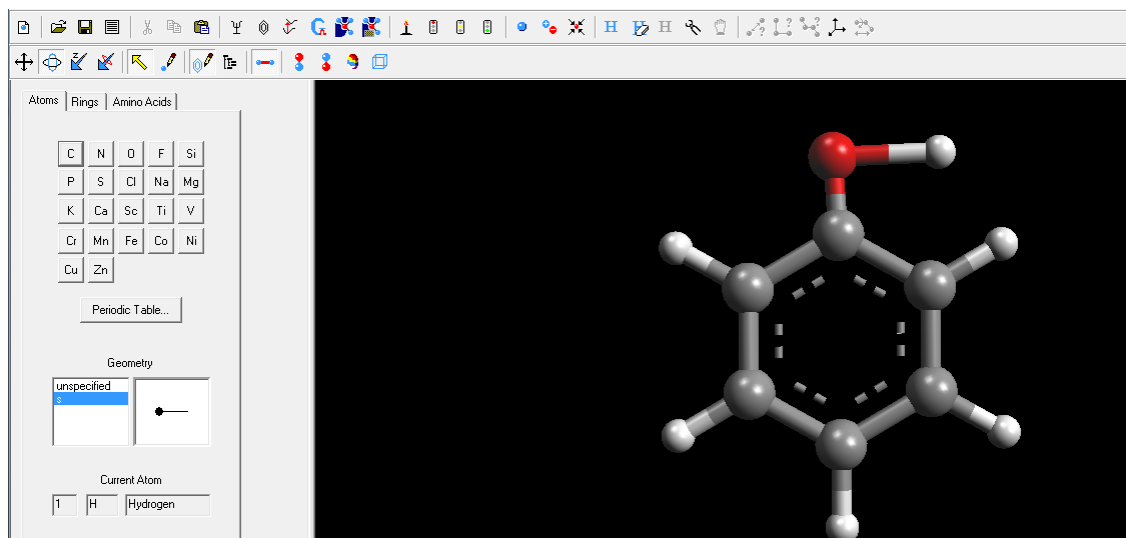 H H H
z
Atoms Rings Amino Acids
C N O F Si
P S Cl Na Mg
K Ca Sc Ti V
Cr Mn Fe Co Ni
Cu Zn
Periodic Table...
Geometry
unspecified
s
Current Atom
1 H Hydrogen